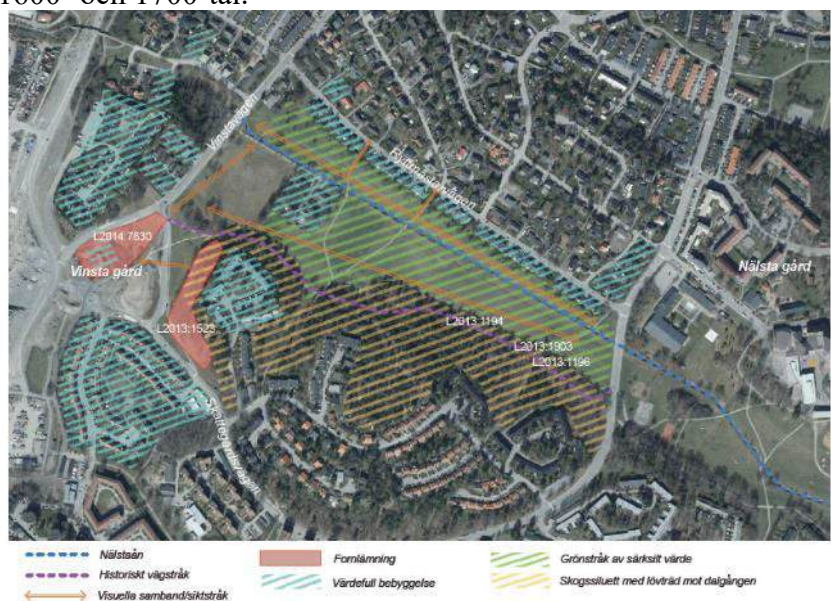 1600- och 1700-tal.
Vinstavägen
L2014:7830
Vinsta gård
L2013:1523
Nälsta gård
L2013:1194
L2013:1903
L2013:1196
Nälstaån
Historiskt vägstråk
Visuella samband/siktstråk
Fornlämning
Värdefull bebyggelse
Grönstråk av särksilt värde
Skogssiluett med lövträd mot dalgången